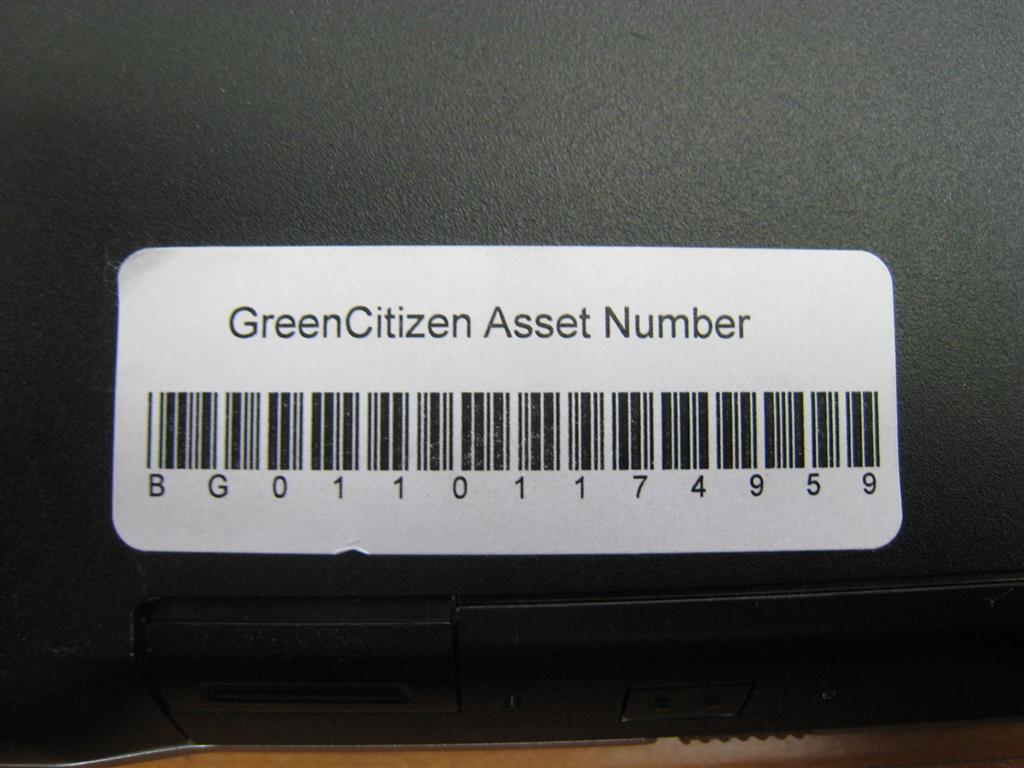 GreenCitizen Asset Number
B G 0 1 1 0 1 1 7 4 9 5 9